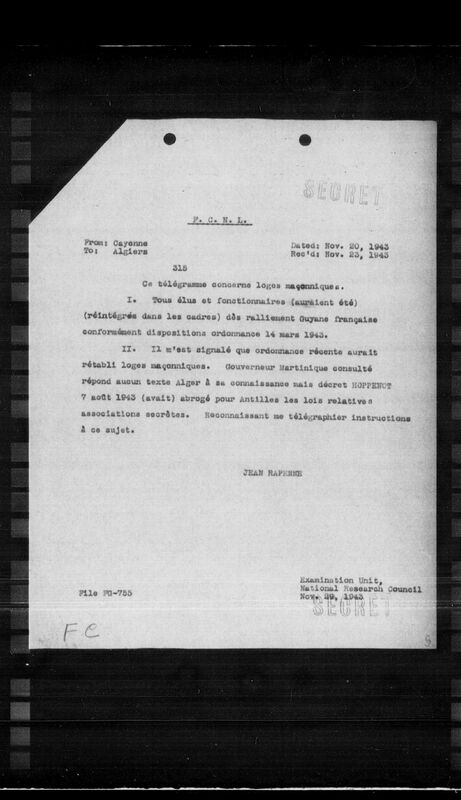 SECRET
F. C. N. L.
From: Cayenne
To: Algiers
Dated: Nov. 20, 1943
Rec'd: Nov. 23, 1943
315
Ce télégramme concerne loges maçonniques.
I. Tous élus et fonctionnaires (auraient été)
(réintégrés dans les cadres) dès ralliement Guyane française
conformément dispositions ordonnance 14 mars 1943.
II. Il m'est signalé que ordonnance récente aurait
rétabli loges maçonniques. Gouverneur Martinique consulté
répond aucun texte Alger à sa connaissance mais décret HOPPENOT
7 août 1943 (avait) abrogé pour Antilles les lois relatives
associations secrètes. Reconnaissant me télégraphier instructions
à ce sujet.
JEAN RAPENNE
Examination Unit,
National Research Council
Nov. 29, 1943
File FG-755
SECRET
FC